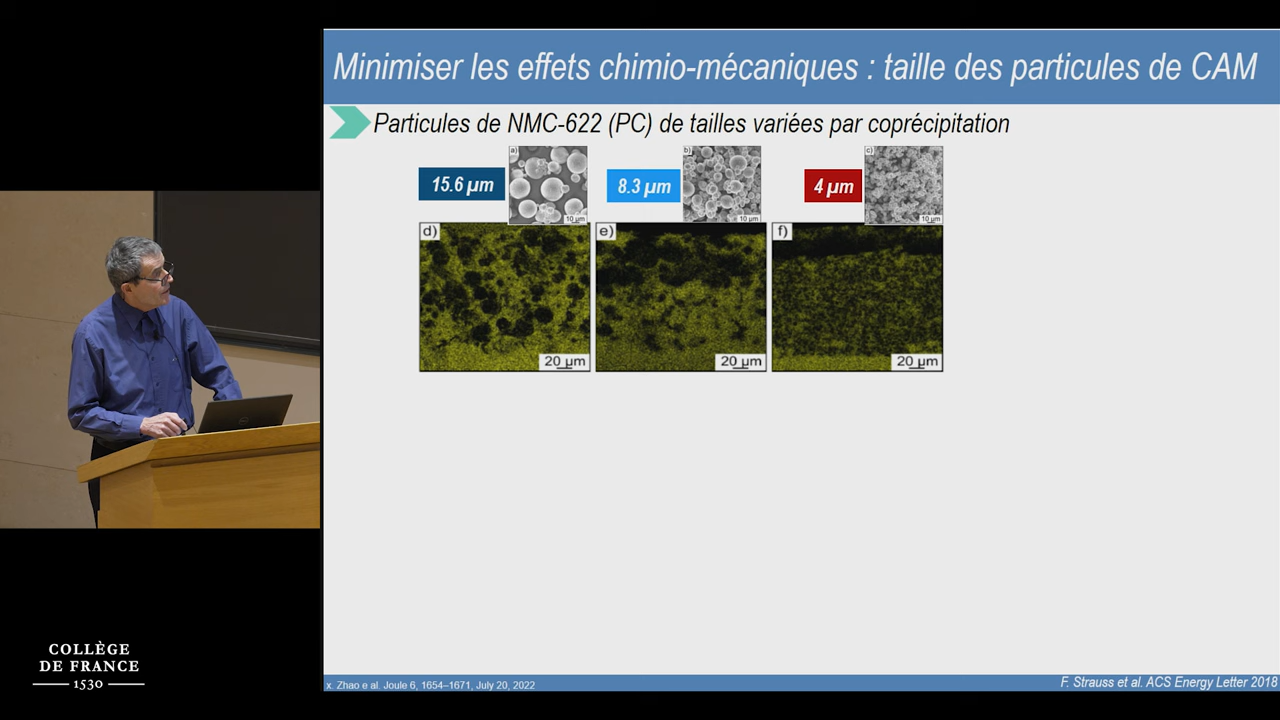 Minimiser les effets chimio-mécaniques : taille des particules de CAM
Particules de NMC-622 (PC) de tailles variées par coprécipitation
15.6 µm
a)
10 µm
8.3 µm
b)
10 µm
4 µm
c)
10 µm
d)
20 µm
e)
20 µm
f)
20 µm
COLLÈGE
DE FRANCE
1530
x. Zhao e al. Joule 6, 1654–1671, July 20, 2022
F. Strauss et al. ACS Energy Letter 2018